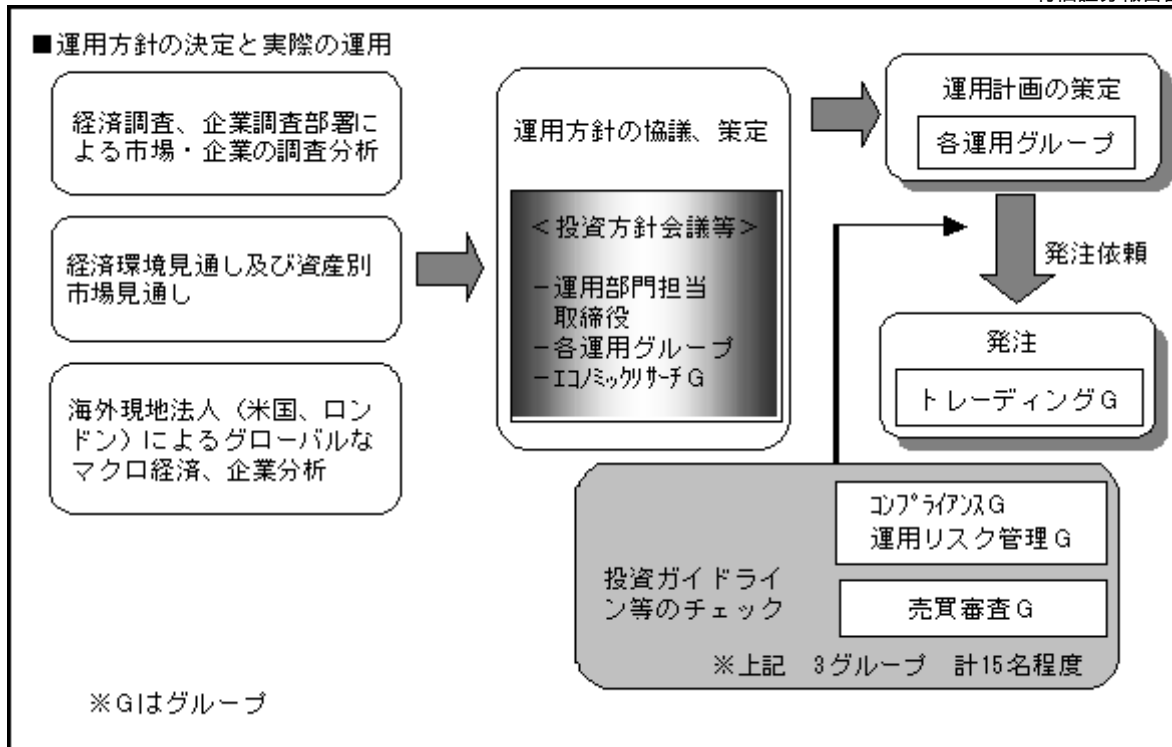 ■運用方針の決定と実際の運用
経済調査、企業調査部署に
よる市場・企業の調査分析
経済環境見通し及び資産別
市場見通し
海外現地法人（米国、ロン
ドン）によるグローバルな
マクロ経済、企業分析
運用方針の協議、策定
＜投資方針会議等＞
－運用部門担当
取締役
－各運用グループ
－ｴｺﾉﾐｯｸﾘｻｰﾁＧ
運用計画の策定
各運用グループ
発注依頼
発注
トレーディングＧ
ｺﾝﾌﾟﾗｲｱﾝｽＧ
運用リスク管理Ｇ
投資ガイドライ
ン等のチェック
売買審査Ｇ
※上記　3グループ　計15名程度
※Ｇはグループ